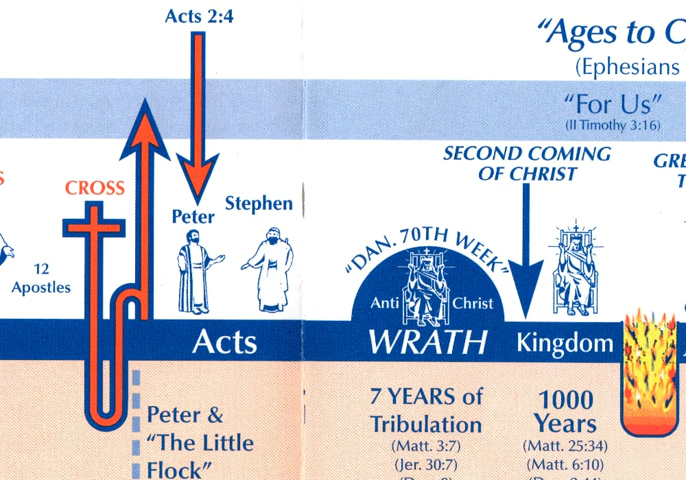 Acts 2:4
"Ages to C
(Ephesians
"For Us"
(II Timothy 3:16)
SECOND COMING
OF CHRIST
GRE
T
S
CROSS
Peter
Stephen
12
Apostles
"DAN. 70TH WEEK"
Anti Christ
Acts
WRATH
Kingdom
Peter &
"The Little
Flock"
7 YEARS of
Tribulation
(Matt. 3:7)
(Jer. 30:7)
1000
Years
(Matt. 25:34)
(Matt. 6:10)